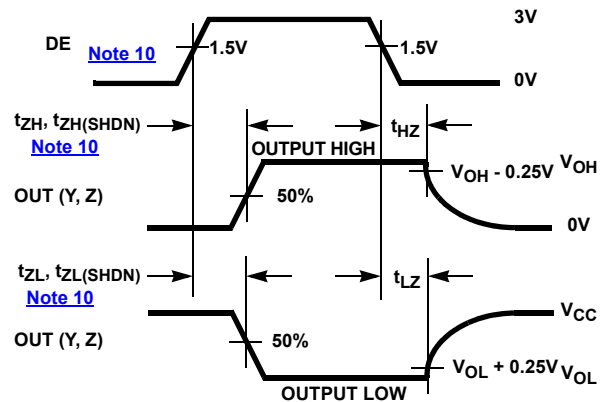 3V
DE
Note 10
1.5V
1.5V
0V
tZH, tZH(SHDN)
Note 10
tHZ
OUTPUT HIGH
VOH - 0.25V
VOH
OUT (Y, Z)
50%
0V
tZL, tZL(SHDN)
Note 10
tLZ
VCC
OUT (Y, Z)
50%
VOL + 0.25V
VOL
OUTPUT LOW